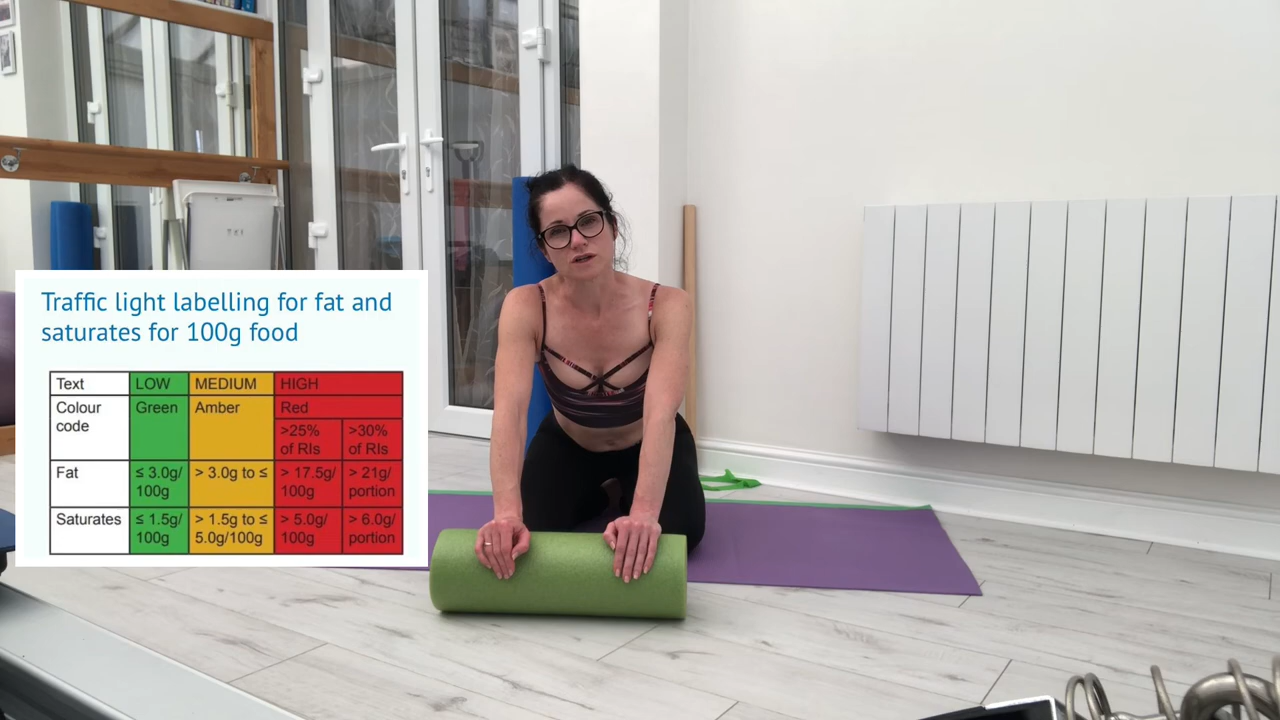 Traffic light labelling for fat and
saturates for 100g food
Text LOW MEDIUM HIGH
Colour code Green Amber Red
>25% of RIs >30% of RIs
Fat ≤ 3.0g/ 100g > 3.0g to ≤ > 17.5g/ 100g > 21g/ portion
Saturates ≤ 1.5g/ 100g > 1.5g to ≤ 5.0g/100g > 5.0g/ 100g > 6.0g/ portion